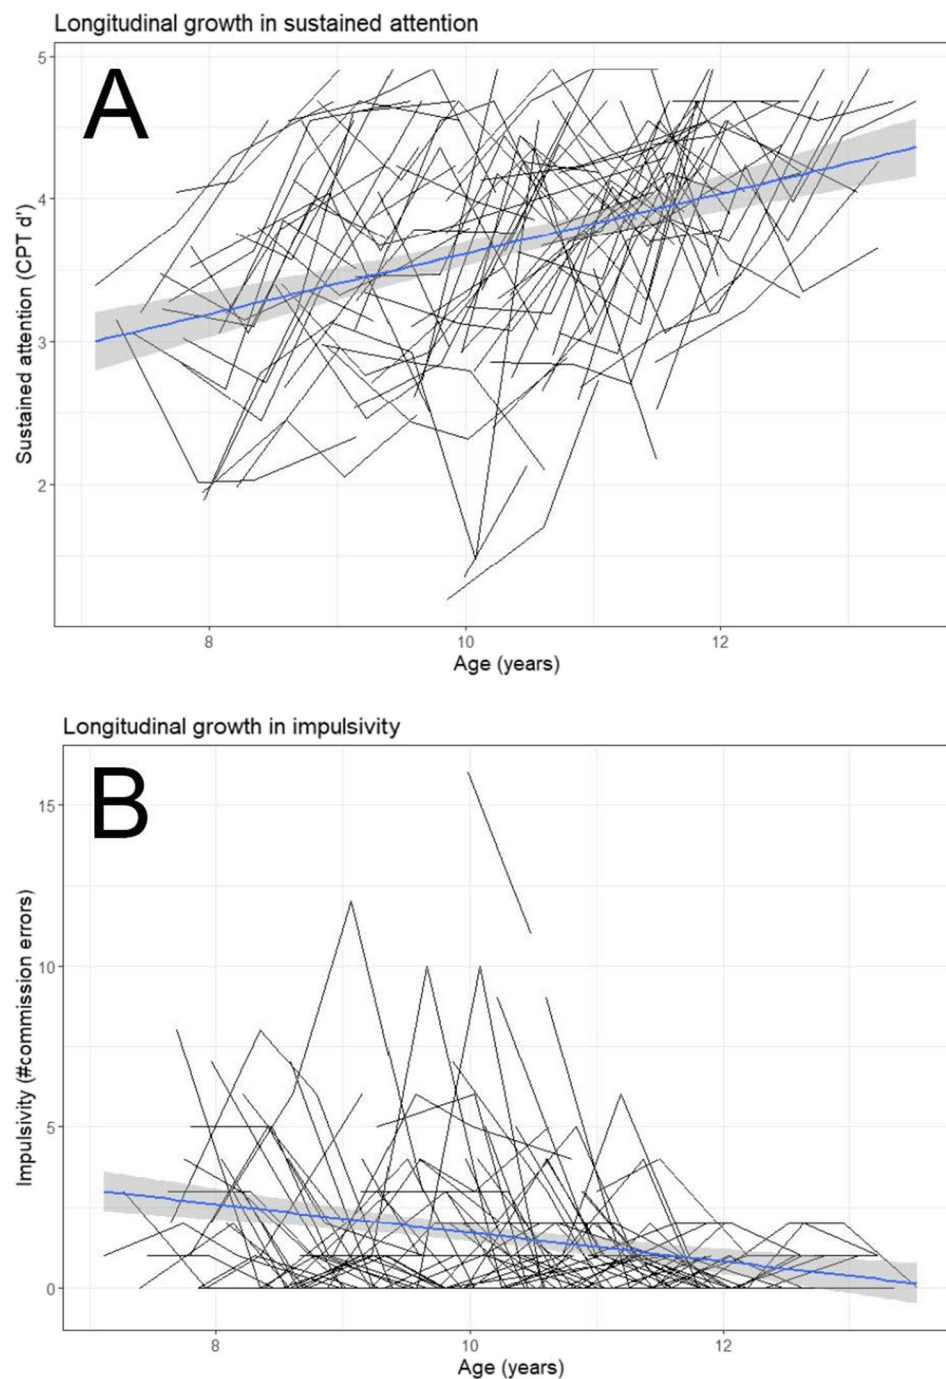 Longitudinal growth in sustained attention
A
5
4
3
2
Sustained attention (CPT d')
8 10 12
Age (years)
Longitudinal growth in impulsivity
B
15
10
5
0
Impulsivity (#commission errors)
8 10 12
Age (years)